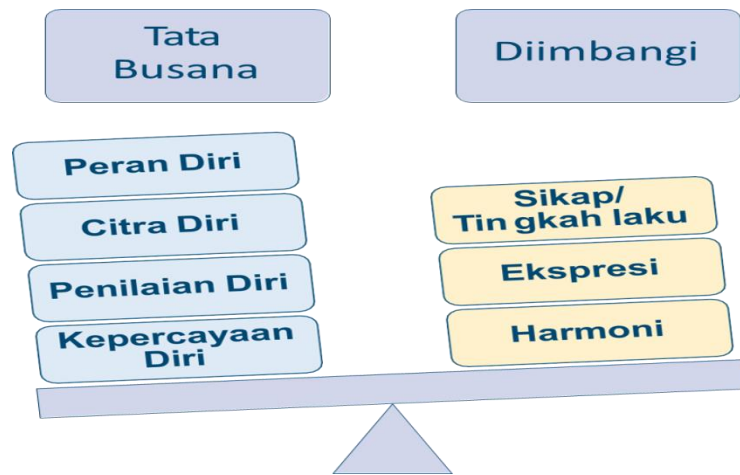 Tata
Busana
Diimbangi
Peran Diri
Citra Diri
Penilaian Diri
Kepercayaan
Diri
Sikap/
Tin gkah laku
Ekspresi
Harmoni